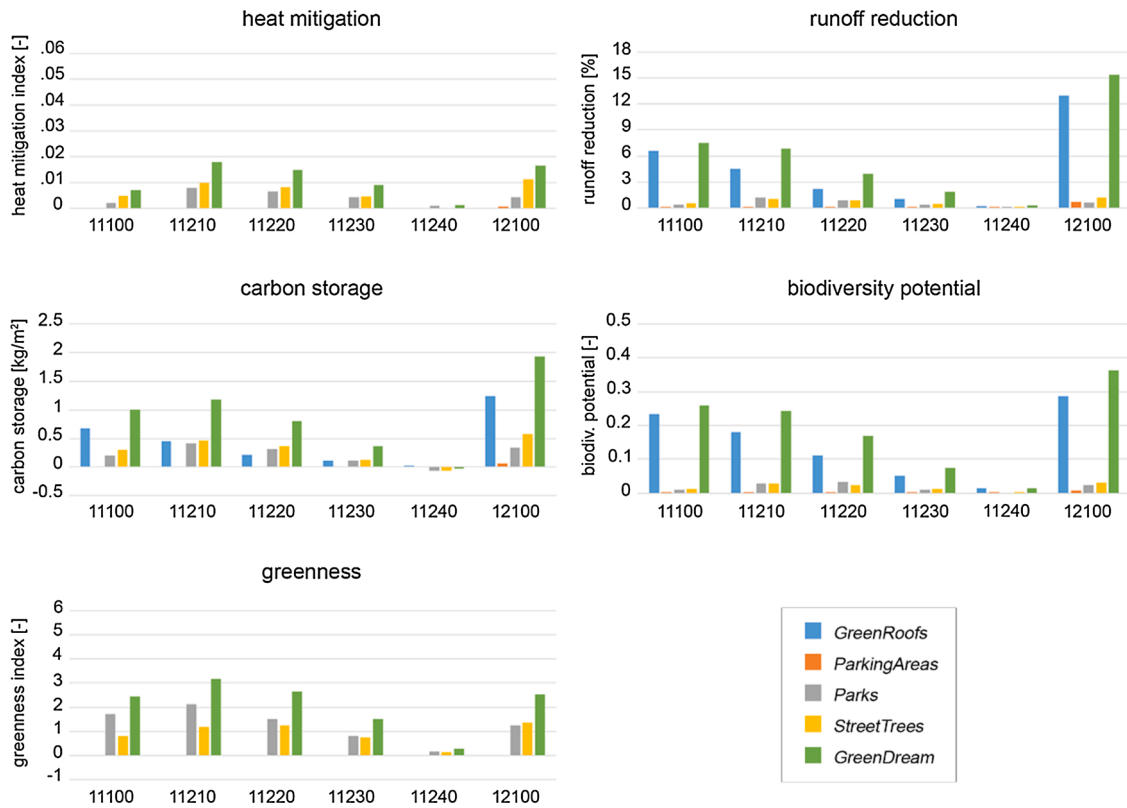 heat mitigation
heat mitigation index [-]
.06
.05
.04
.03
.02
.01
0
11100 11210 11220 11230 11240 12100
runoff reduction
runoff reduction [%]
18
15
12
9
6
3
0
11100 11210 11220 11230 11240 12100
carbon storage
carbon storage [kg/m²]
2.5
2
1.5
1
0.5
0
-0.5
11100 11210 11220 11230 11240 12100
biodiversity potential
biodiv. potential [-]
0.5
0.4
0.3
0.2
0.1
0
11100 11210 11220 11230 11240 12100
greenness
greenness index [-]
6
5
4
3
2
1
0
-1
11100 11210 11220 11230 11240 12100
GreenRoofs
ParkingAreas
Parks
StreetTrees
GreenDream